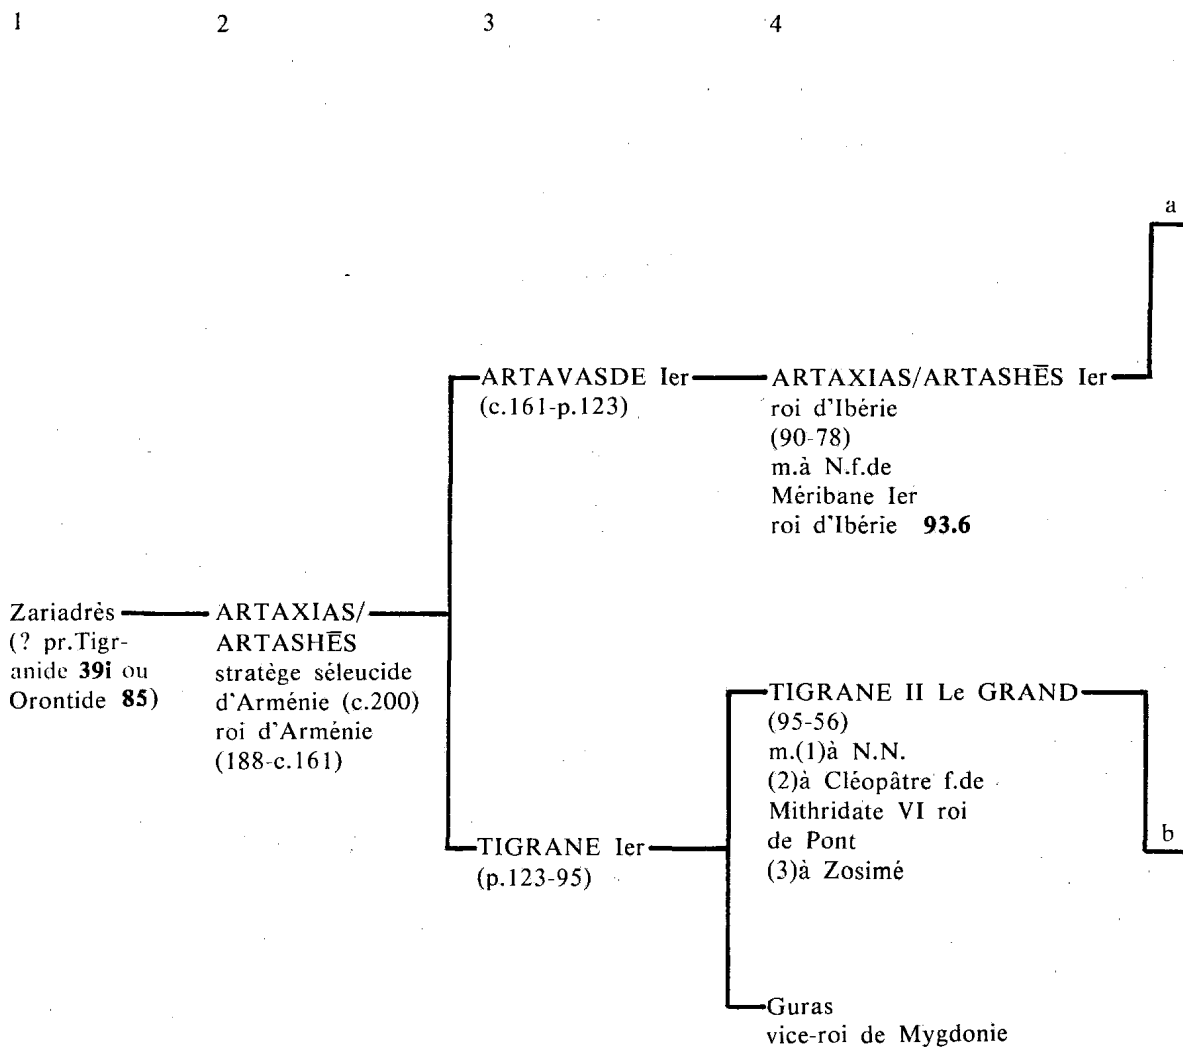 1 2 3 4
a
ARTAVASDE Ier
(c.161-p.123)
ARTAXIAS/ARTASHE̅S Ier
roi d'Ibérie
(90-78)
m.à N.f.de
Méribane Ier
roi d'Ibérie 93.6
Zariadrès
(? pr.Tigr-
anide 39i ou
Orontide 85)
ARTAXIAS/
ARTASHE̅S
stratège séleucide
d'Arménie (c.200)
roi d'Arménie
(188-c.161)
TIGRANE II Le GRAND
(95-56)
m.(1)à N.N.
(2)à Cléopâtre f.de
Mithridate VI roi
de Pont
(3)à Zosimé
b
TIGRANE Ier
(p.123-95)
Guras
vice-roi de Mygdonie